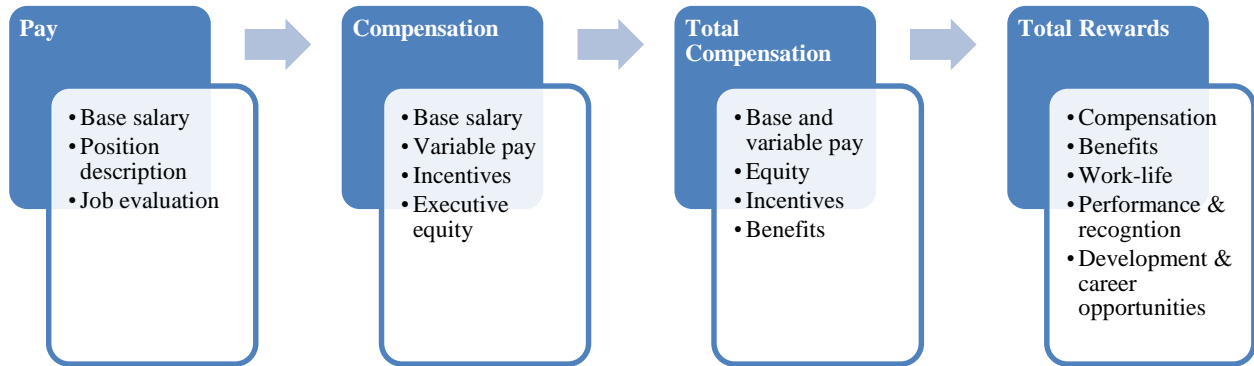 Pay
• Base salary
• Position
description
• Job evaluation
Compensation
• Base salary
• Variable pay
• Incentives
• Executive
equity
Total
Compensation
• Base and
variable pay
• Equity
• Incentives
• Benefits
Total Rewards
• Compensation
• Benefits
• Work-life
• Performance &
recogntion
• Development &
career
opportunities